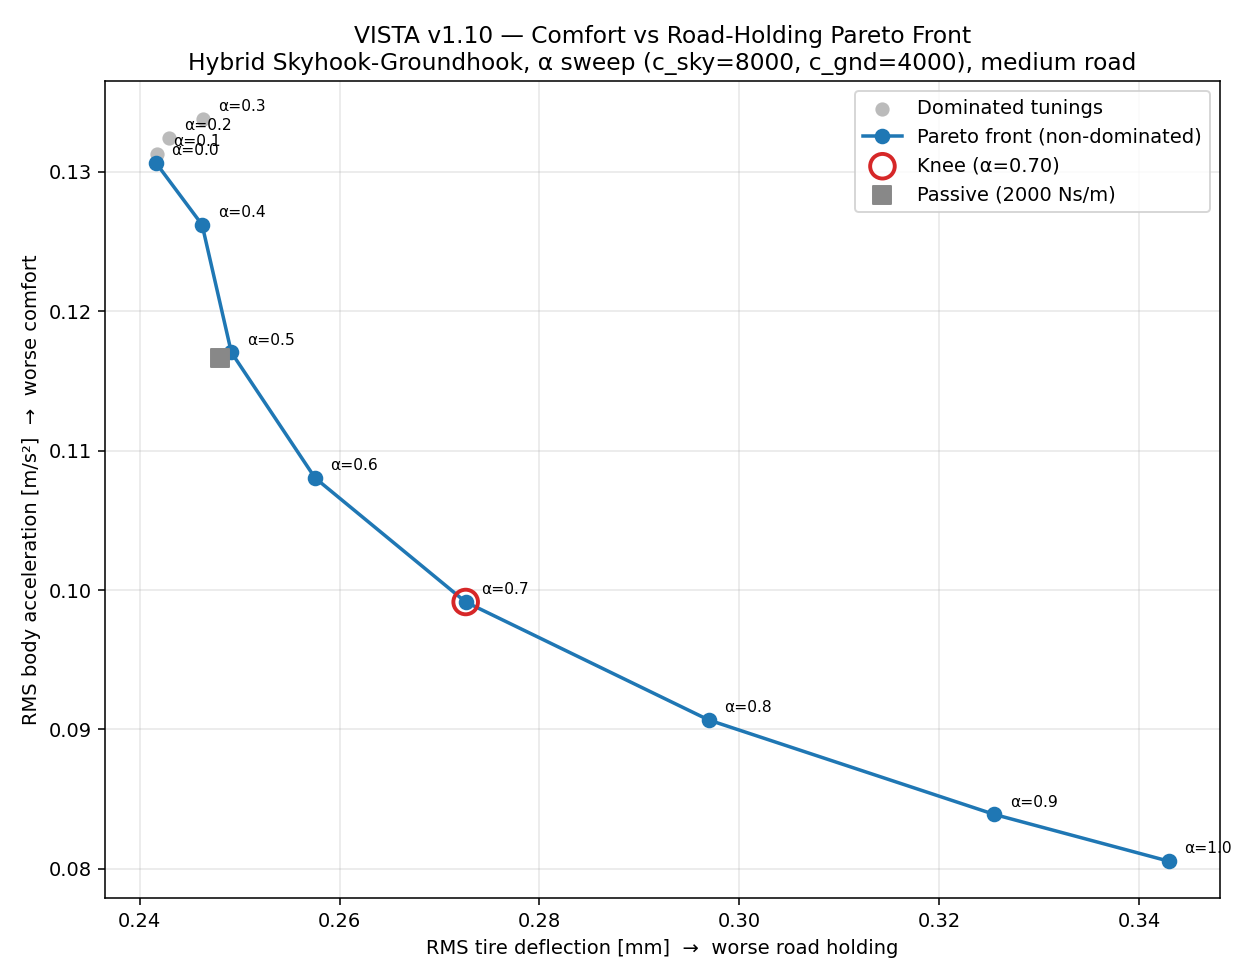 VISTA v1.10 — Comfort vs Road-Holding Pareto Front
Hybrid Skyhook-Groundhook, α sweep (c_sky=8000, c_gnd=4000), medium road
Dominated tunings
Pareto front (non-dominated)
Knee (α=0.70)
Passive (2000 Ns/m)
α=0.3
α=0.2
α=0.1
α=0.0
α=0.4
α=0.5
α=0.6
α=0.7
α=0.8
α=0.9
α=1.0
RMS body acceleration [m/s²] → worse comfort
0.13
0.12
0.11
0.10
0.09
0.08
0.24
0.26
0.28
0.30
0.32
0.34
RMS tire deflection [mm] → worse road holding